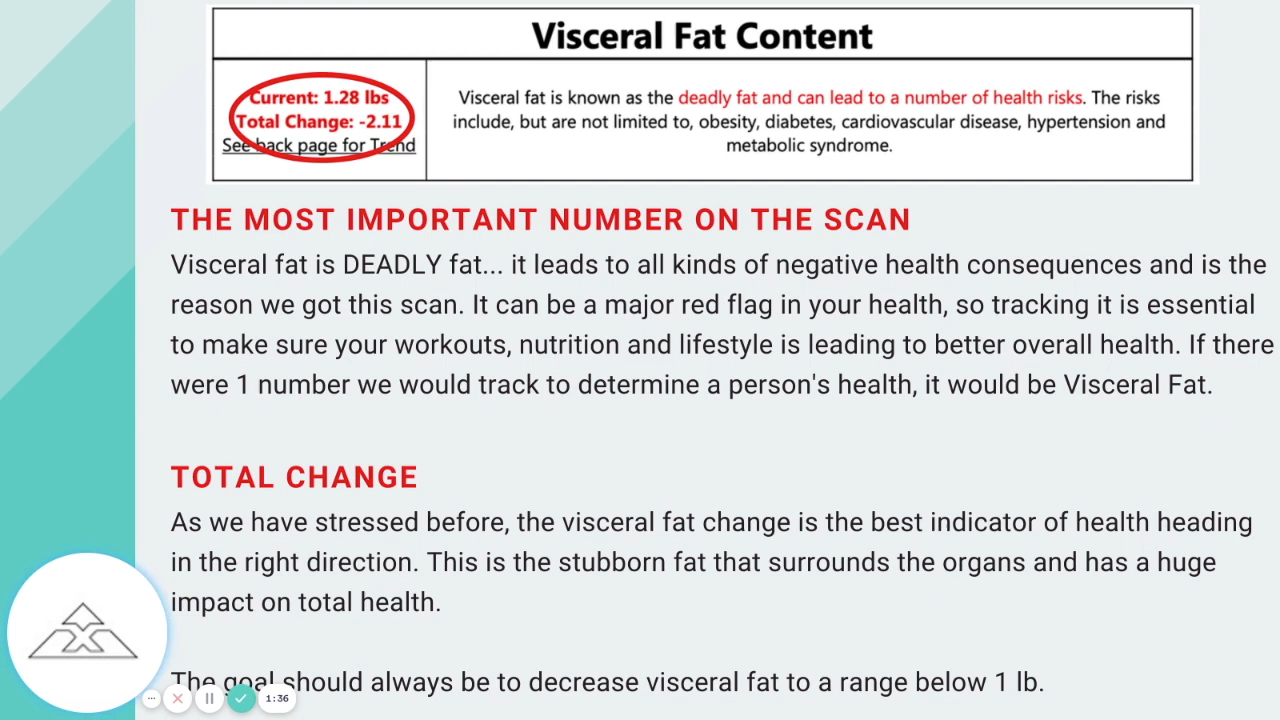 Visceral Fat Content
Current: 1.28 lbs
Total Change: -2.11
See back page for Trend
Visceral fat is known as the deadly fat and can lead to a number of health risks. The risks
include, but are not limited to, obesity, diabetes, cardiovascular disease, hypertension and
metabolic syndrome.
THE MOST IMPORTANT NUMBER ON THE SCAN
Visceral fat is DEADLY fat... it leads to all kinds of negative health consequences and is the
reason we got this scan. It can be a major red flag in your health, so tracking it is essential
to make sure your workouts, nutrition and lifestyle is leading to better overall health. If there
were 1 number we would track to determine a person's health, it would be Visceral Fat.
TOTAL CHANGE
As we have stressed before, the visceral fat change is the best indicator of health heading
in the right direction. This is the stubborn fat that surrounds the organs and has a huge
impact on total health.
The goal should always be to decrease visceral fat to a range below 1 lb.
1:36